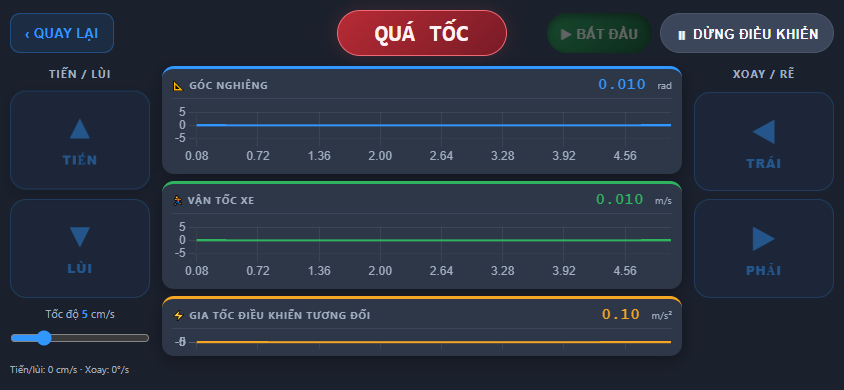 ‹ QUAY LẠI
QUÁ TỐC
▶ BẮT ĐẦU
⏸ DỪNG ĐIỀU KHIỂN
TIẾN / LÙI
▲
TIẾN
▼
LÙI
Tốc độ 5 cm/s
Tiến/lùi: 0 cm/s · Xoay: 0°/s
📐 GÓC NGHIÊNG 0.010 rad
5
0
-5
0.08 0.72 1.36 2.00 2.64 3.28 3.92 4.56
VẬN TỐC XE 0.010 m/s
5
0
-5
0.08 0.72 1.36 2.00 2.64 3.28 3.92 4.56
⚡ GIA TỐC ĐIỀU KHIỂN TƯƠNG ĐỐI 0.10 m/s²
XOAY / RẼ
◀
TRÁI
▶
PHẢI